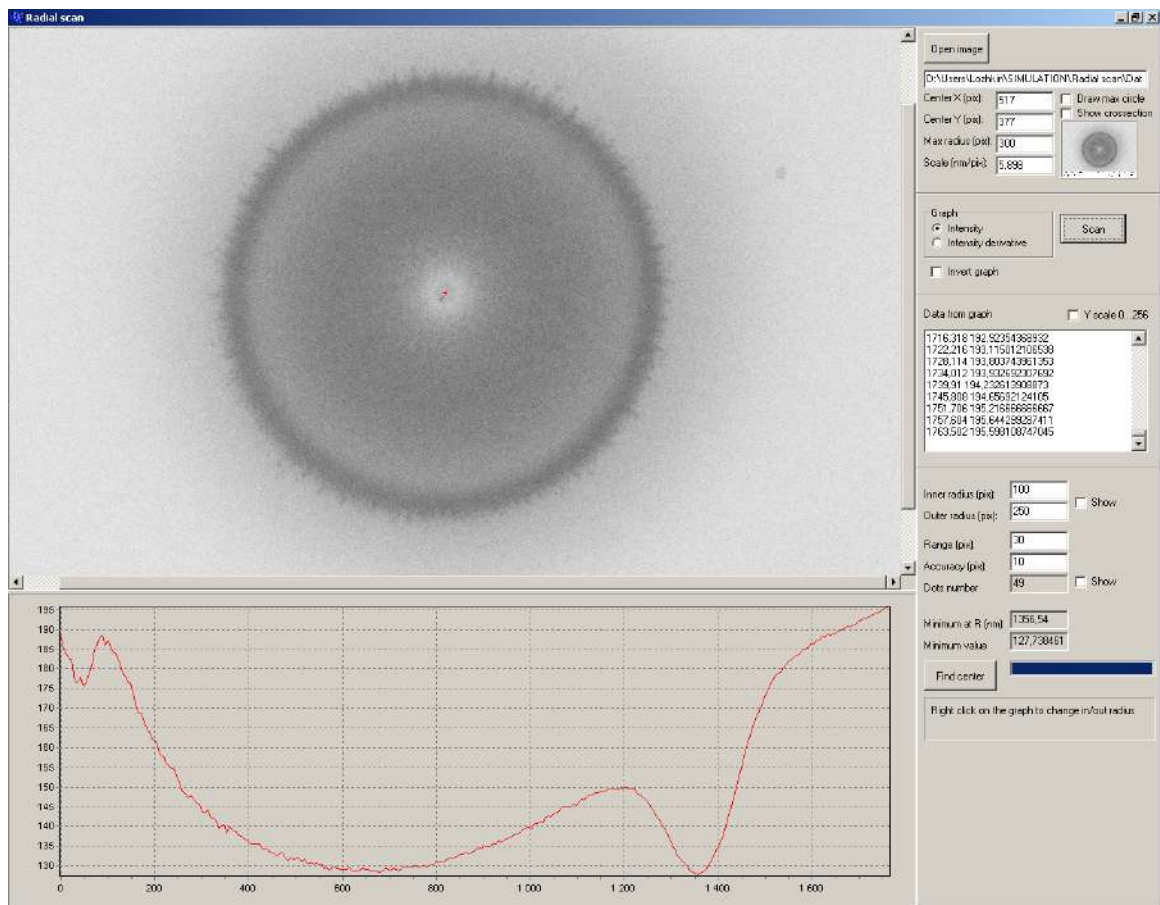 Radial scan
Open image
D:\Users\Lozhkin\SIMULATION\Radial scan\Dat
Center X (pix): 517
Draw max circle
Center Y (pix): 377
Show crossection
Max radius (pix): 300
Scale (nm/pix): 5.898
Graph
Intensity
Intensity derivative
Scan
Invert graph
Data from graph
Y scale 0...256
1716,318 192,92354368932
1722,216 193,115012106538
1728,114 193,803743961353
1734,012 193,932692307692
1739,91 194,232613908873
1745,808 194,65692124105
1751,706 195,216666666667
1757,604 195,644289287411
1763,502 195,598108747045
Inner radius (pix): 100
Outer radius (pix): 250
Show
Range (pix) 30
Accuracy (pix): 10
Dots number 49
Show
Minimum at R (nm): 1356,54
Minimum value 127,738461
Find center
Right click on the graph to change in/out radius
195
190
185
180
175
170
165
160
155
150
145
140
135
130
0 200 400 600 800 1 000 1 200 1 400 1 600